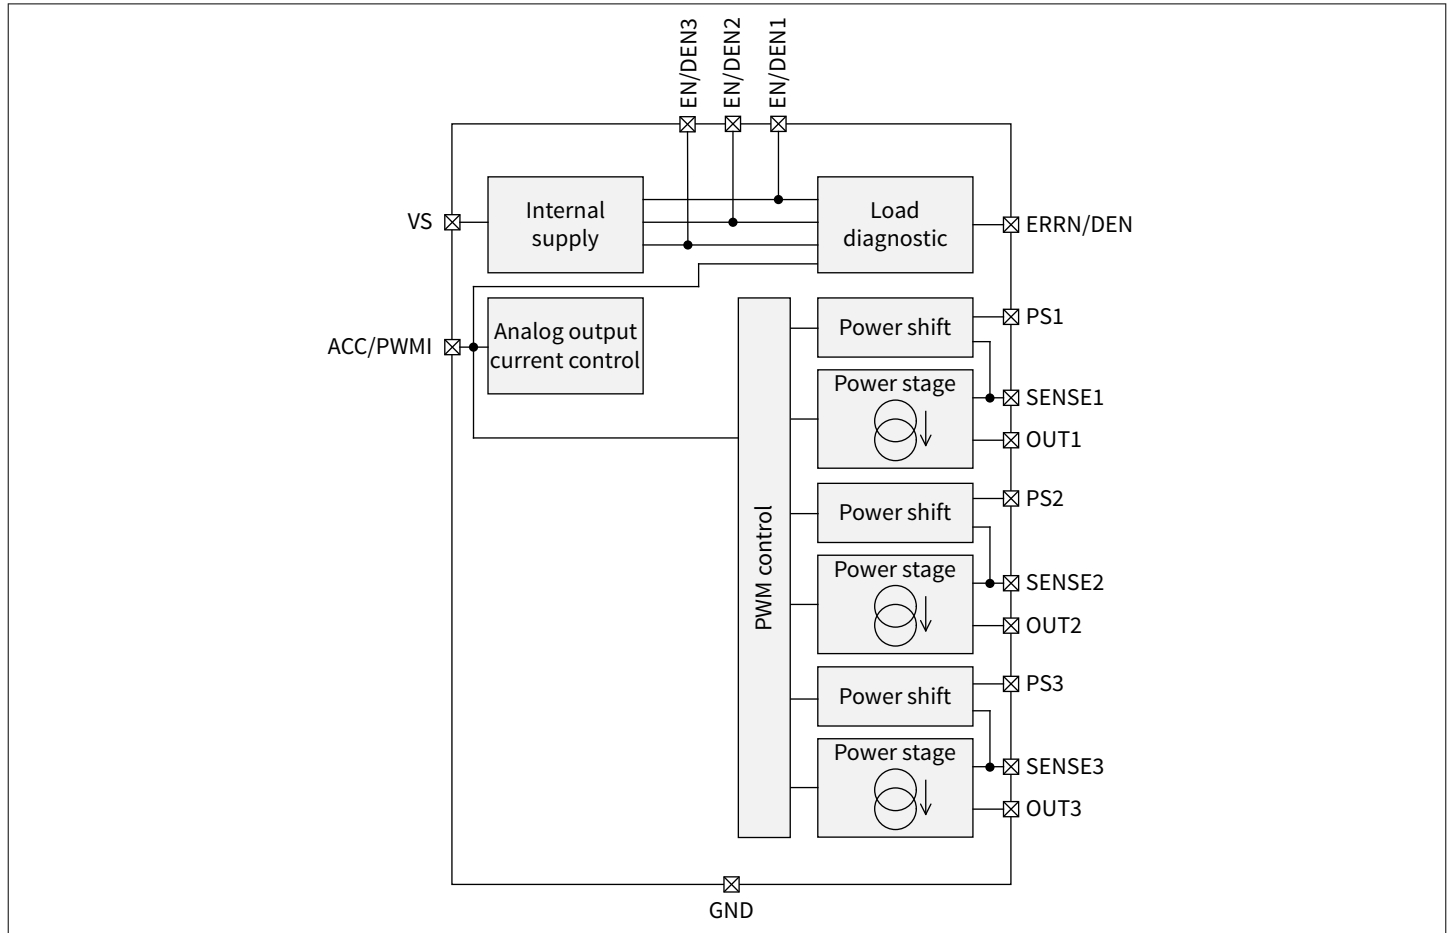 EN/DEN3
EN/DEN2
EN/DEN1
VS
Internal
supply
Load
diagnostic
ERRN/DEN
ACC/PWMI
Analog output
current control
PWM control
Power shift
PS1
Power stage
SENSE1
OUT1
Power shift
PS2
Power stage
SENSE2
OUT2
Power shift
PS3
Power stage
SENSE3
OUT3
GND